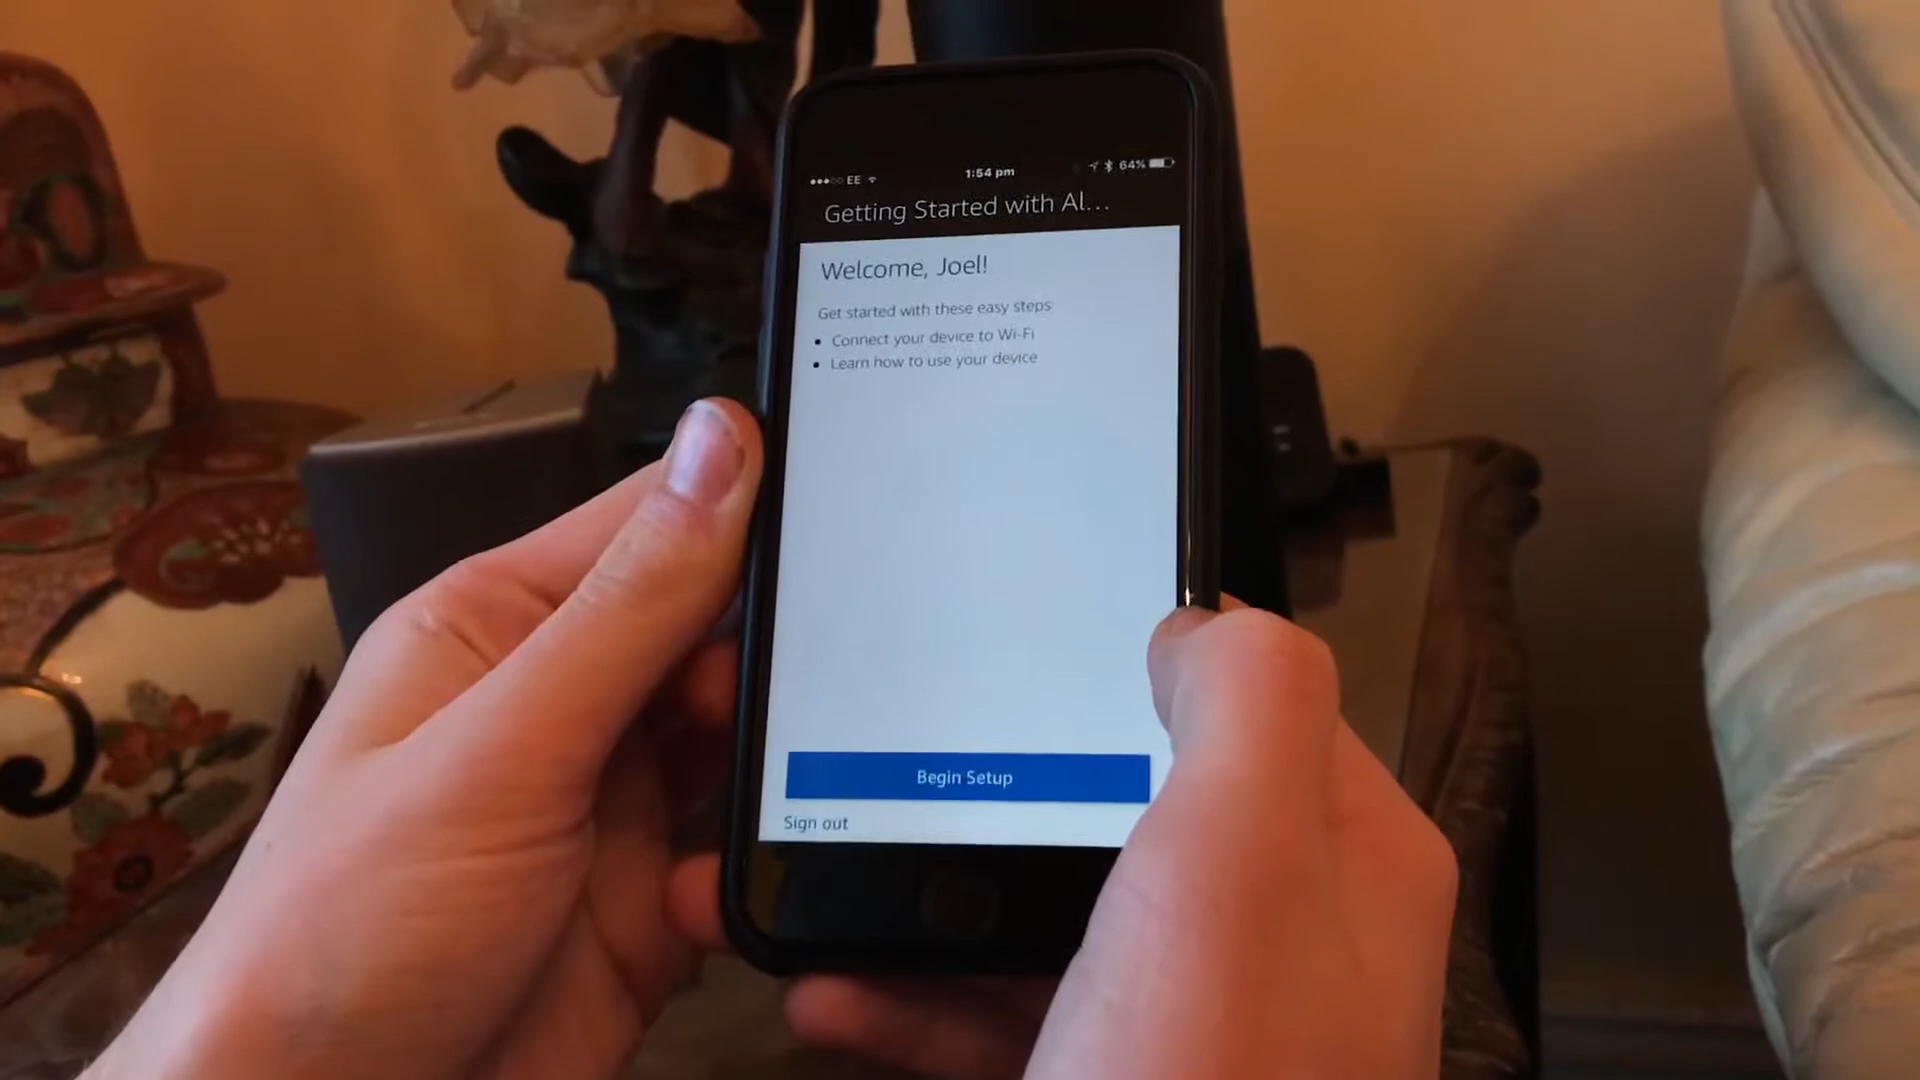 EE 1:54 pm 64%
Getting Started with Al...
Welcome, Joel!
Get started with these easy steps
Connect your device to Wi-Fi
Learn how to use your device
Begin Setup
Sign out